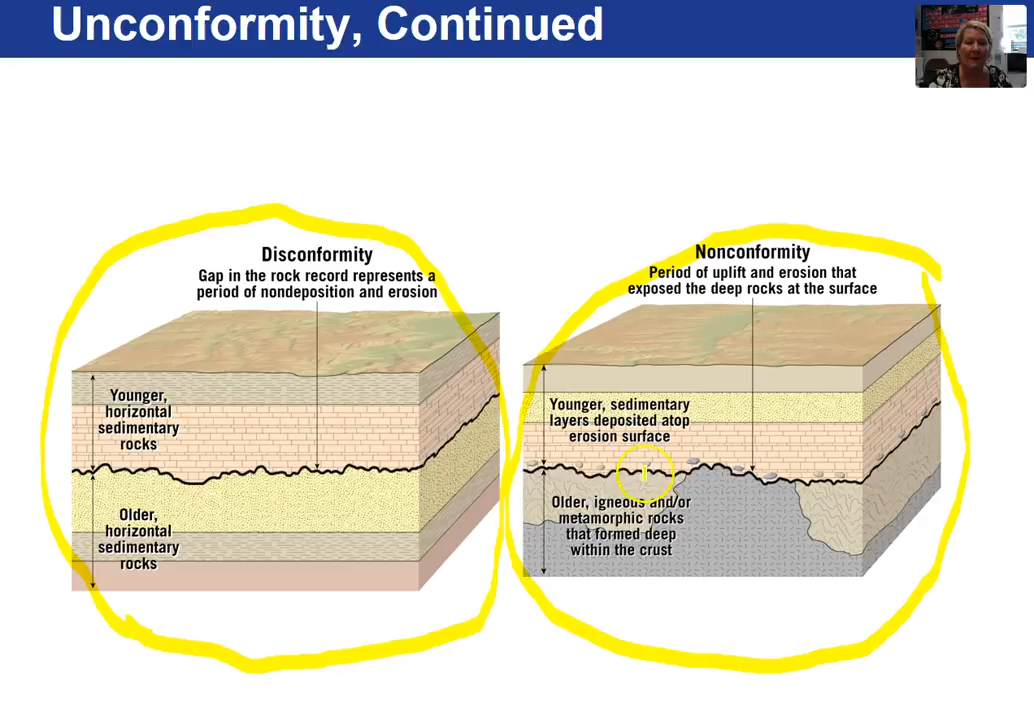 Unconformity, Continued
Disconformity
Gap in the rock record represents a
period of nondeposition and erosion
Younger,
horizontal
sedimentary
rocks
Older,
horizontal
sedimentary
rocks
Nonconformity
Period of uplift and erosion that
exposed the deep rocks at the surface
Younger, sedimentary
layers deposited atop
erosion surface
Older, igneous and/or
metamorphic rocks
that formed deep
within the crust